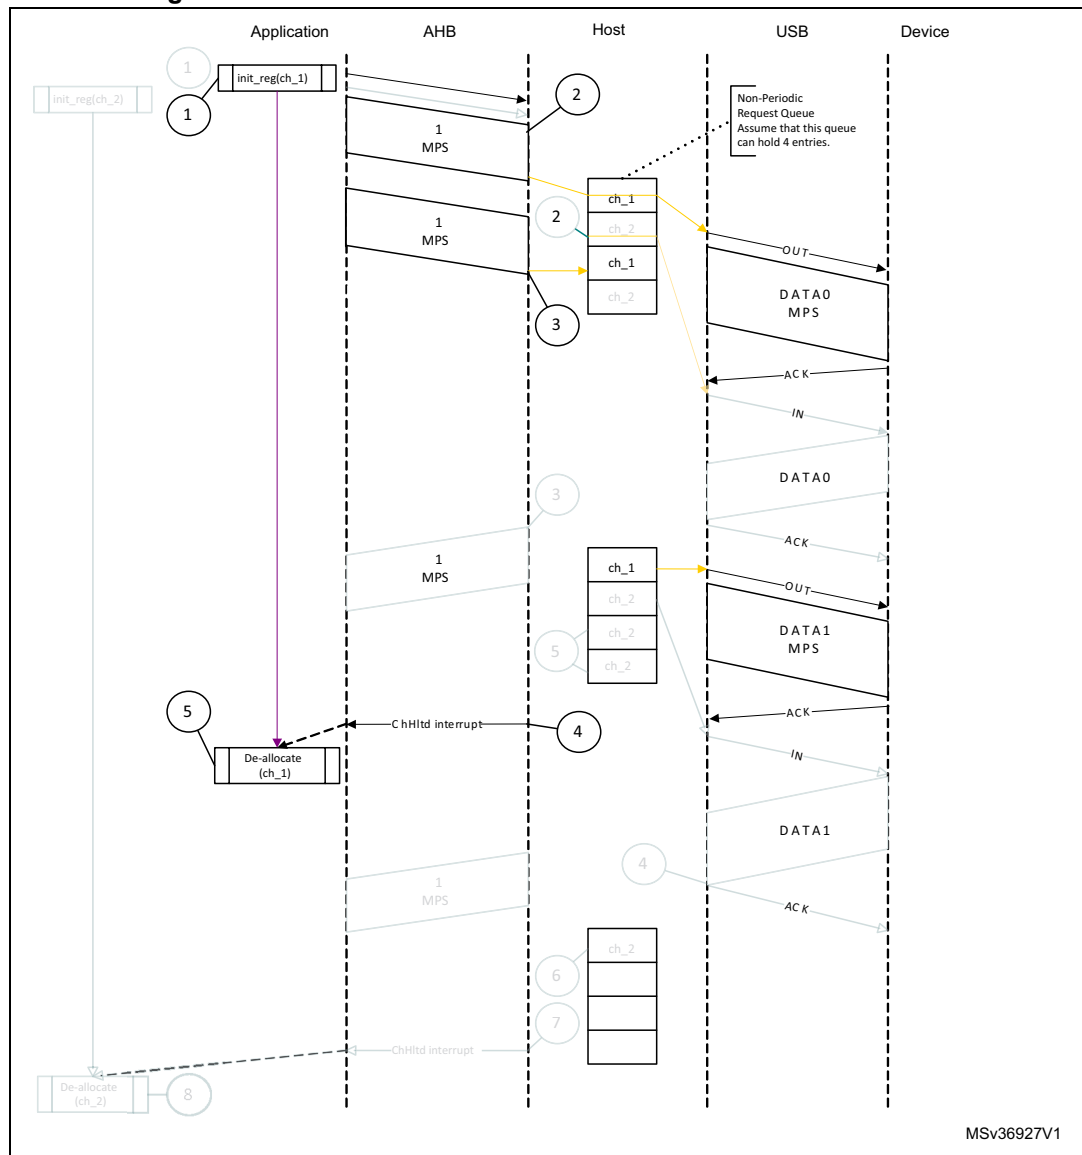 Application AHB Host USB Device
1
init_reg(ch_1)
init_reg(ch_2)
1
2
Non-Periodic
Request Queue
Assume that this queue
can hold 4 entries.
1
MPS
ch_1
2
ch_2
1
MPS
OUT
ch_1
DATA0
MPS
ch_2
3
ACK
IN
DATA0
3
ACK
1
MPS
ch_1
OUT
ch_2
DATA1
MPS
ch_2
5
ch_2
5
ACK
ChHltd interrupt
4
De-allocate
(ch_1)
IN
DATA1
4
1
MPS
ACK
ch_2
6
7
ChHltd interrupt
De-allocate
(ch_2)
8
MSv36927V1